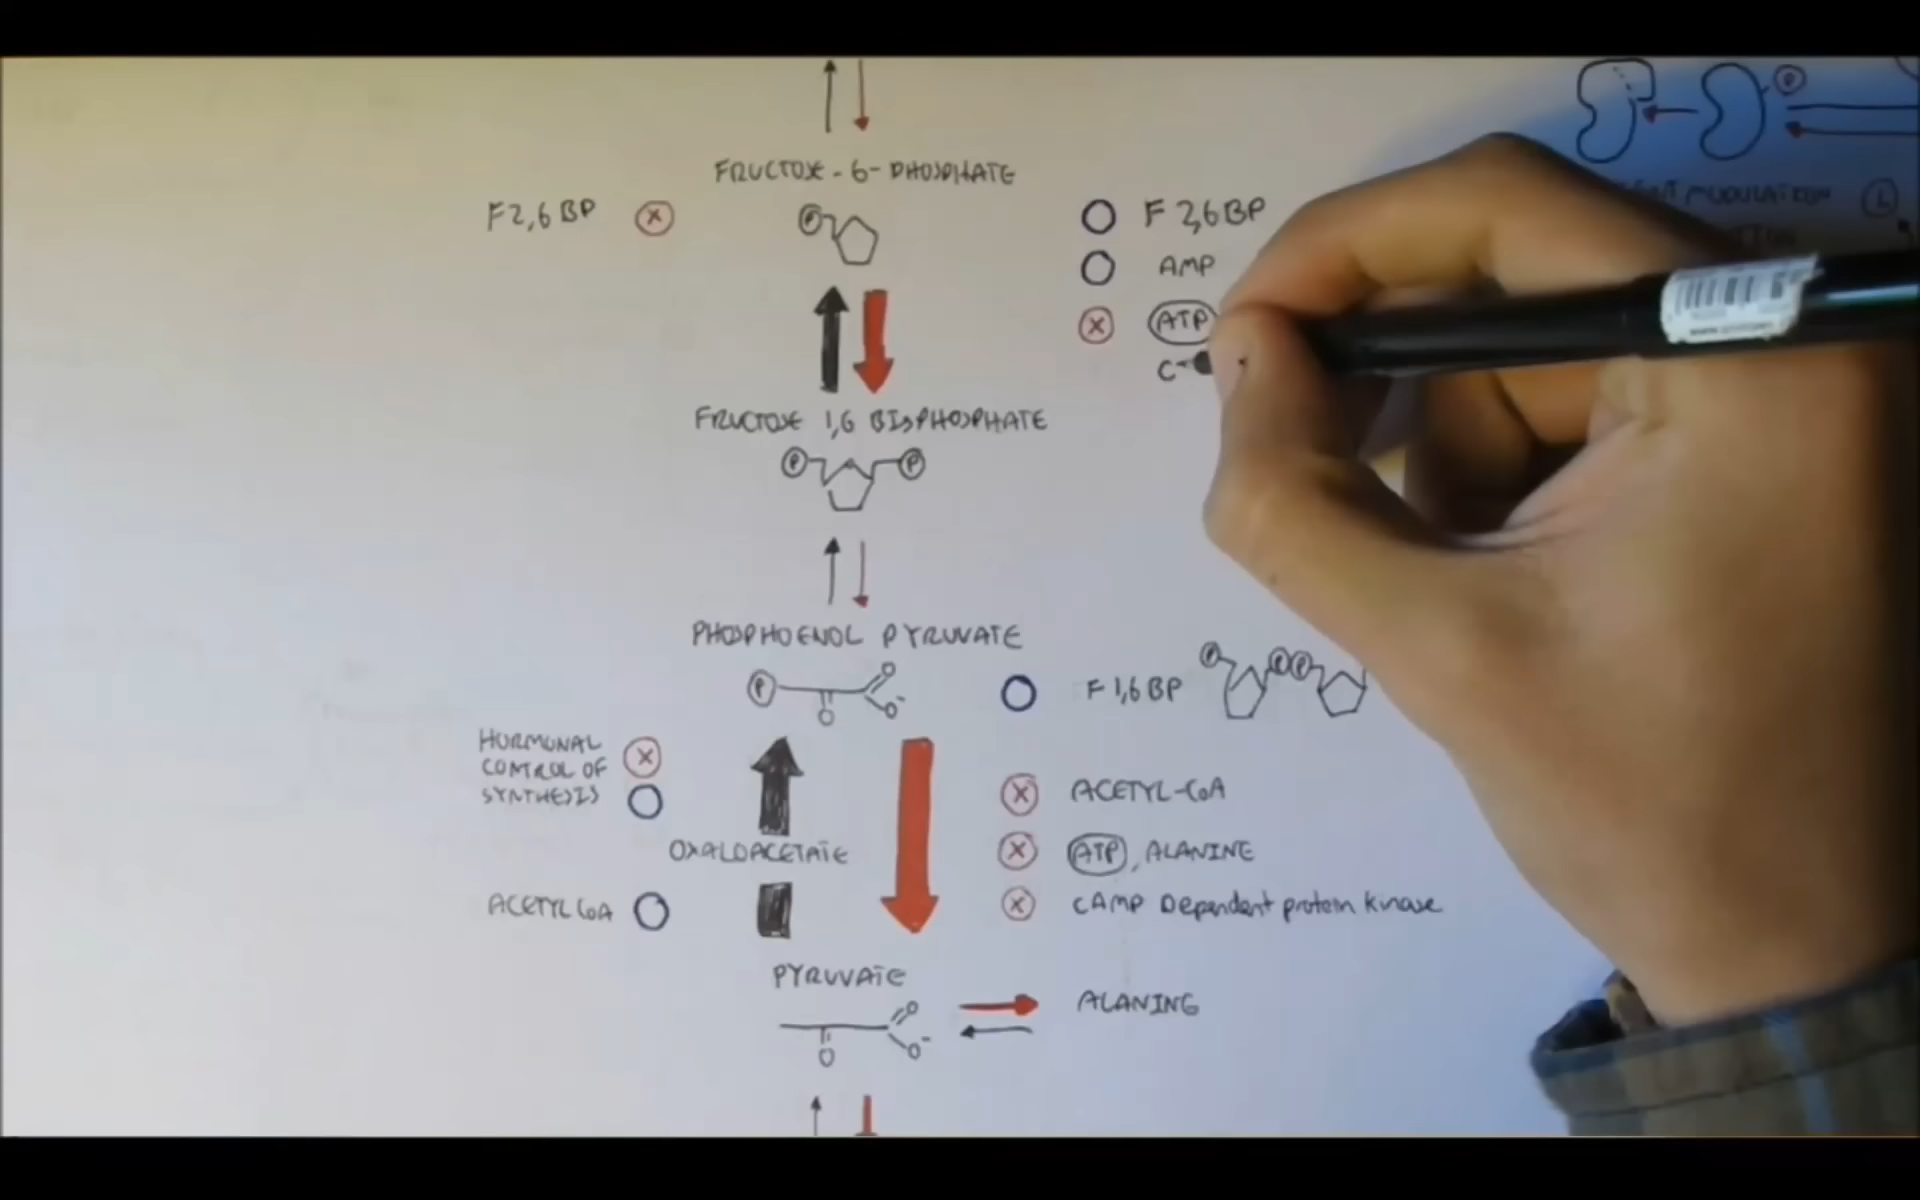 FRUCTOSE-6-PHOSPHATE
F2,6 BP
F 2,6 BP
P
P
MODULATION
L
AMP
ATP
C
FRUCTOSE 1,6 BISPHOSPHATE
P P
PHOSPHOENOL PYRUVATE
P O O O-
F 1,6 BP
P P P
HORMONAL
CONTROL OF
SYNTHESIS
ACETYL-CoA
OXALOACETATE
ATP, ALANINE
ACETYL CoA
cAMP Dependent protein kinase
PYRUVATE
O O O-
ALANINE